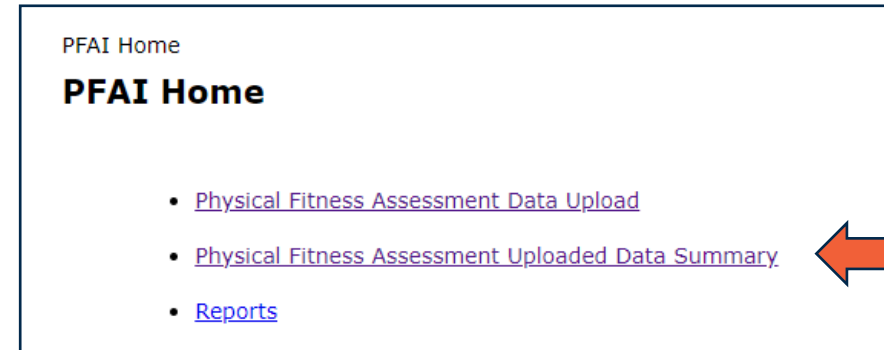 PFAI Home
PFAI Home
Physical Fitness Assessment Data Upload
Physical Fitness Assessment Uploaded Data Summary
Reports